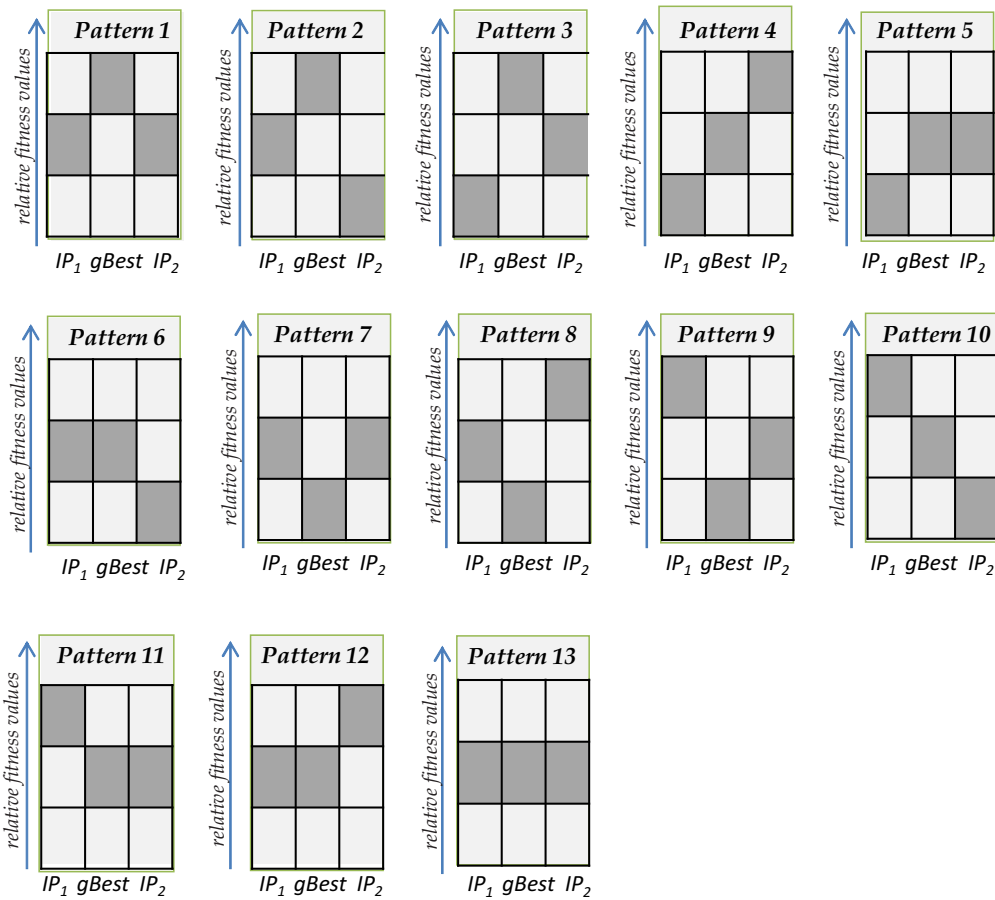 Pattern 1
relative fitness values
IP1 gBest IP2
Pattern 2
relative fitness values
IP1 gBest IP2
Pattern 3
relative fitness values
IP1 gBest IP2
Pattern 4
relative fitness values
IP1 gBest IP2
Pattern 5
relative fitness values
IP1 gBest IP2
Pattern 6
relative fitness values
IP1 gBest IP2
Pattern 7
relative fitness values
IP1 gBest IP2
Pattern 8
relative fitness values
IP1 gBest IP2
Pattern 9
relative fitness values
IP1 gBest IP2
Pattern 10
relative fitness values
IP1 gBest IP2
Pattern 11
relative fitness values
IP1 gBest IP2
Pattern 12
relative fitness values
IP1 gBest IP2
Pattern 13
relative fitness values
IP1 gBest IP2